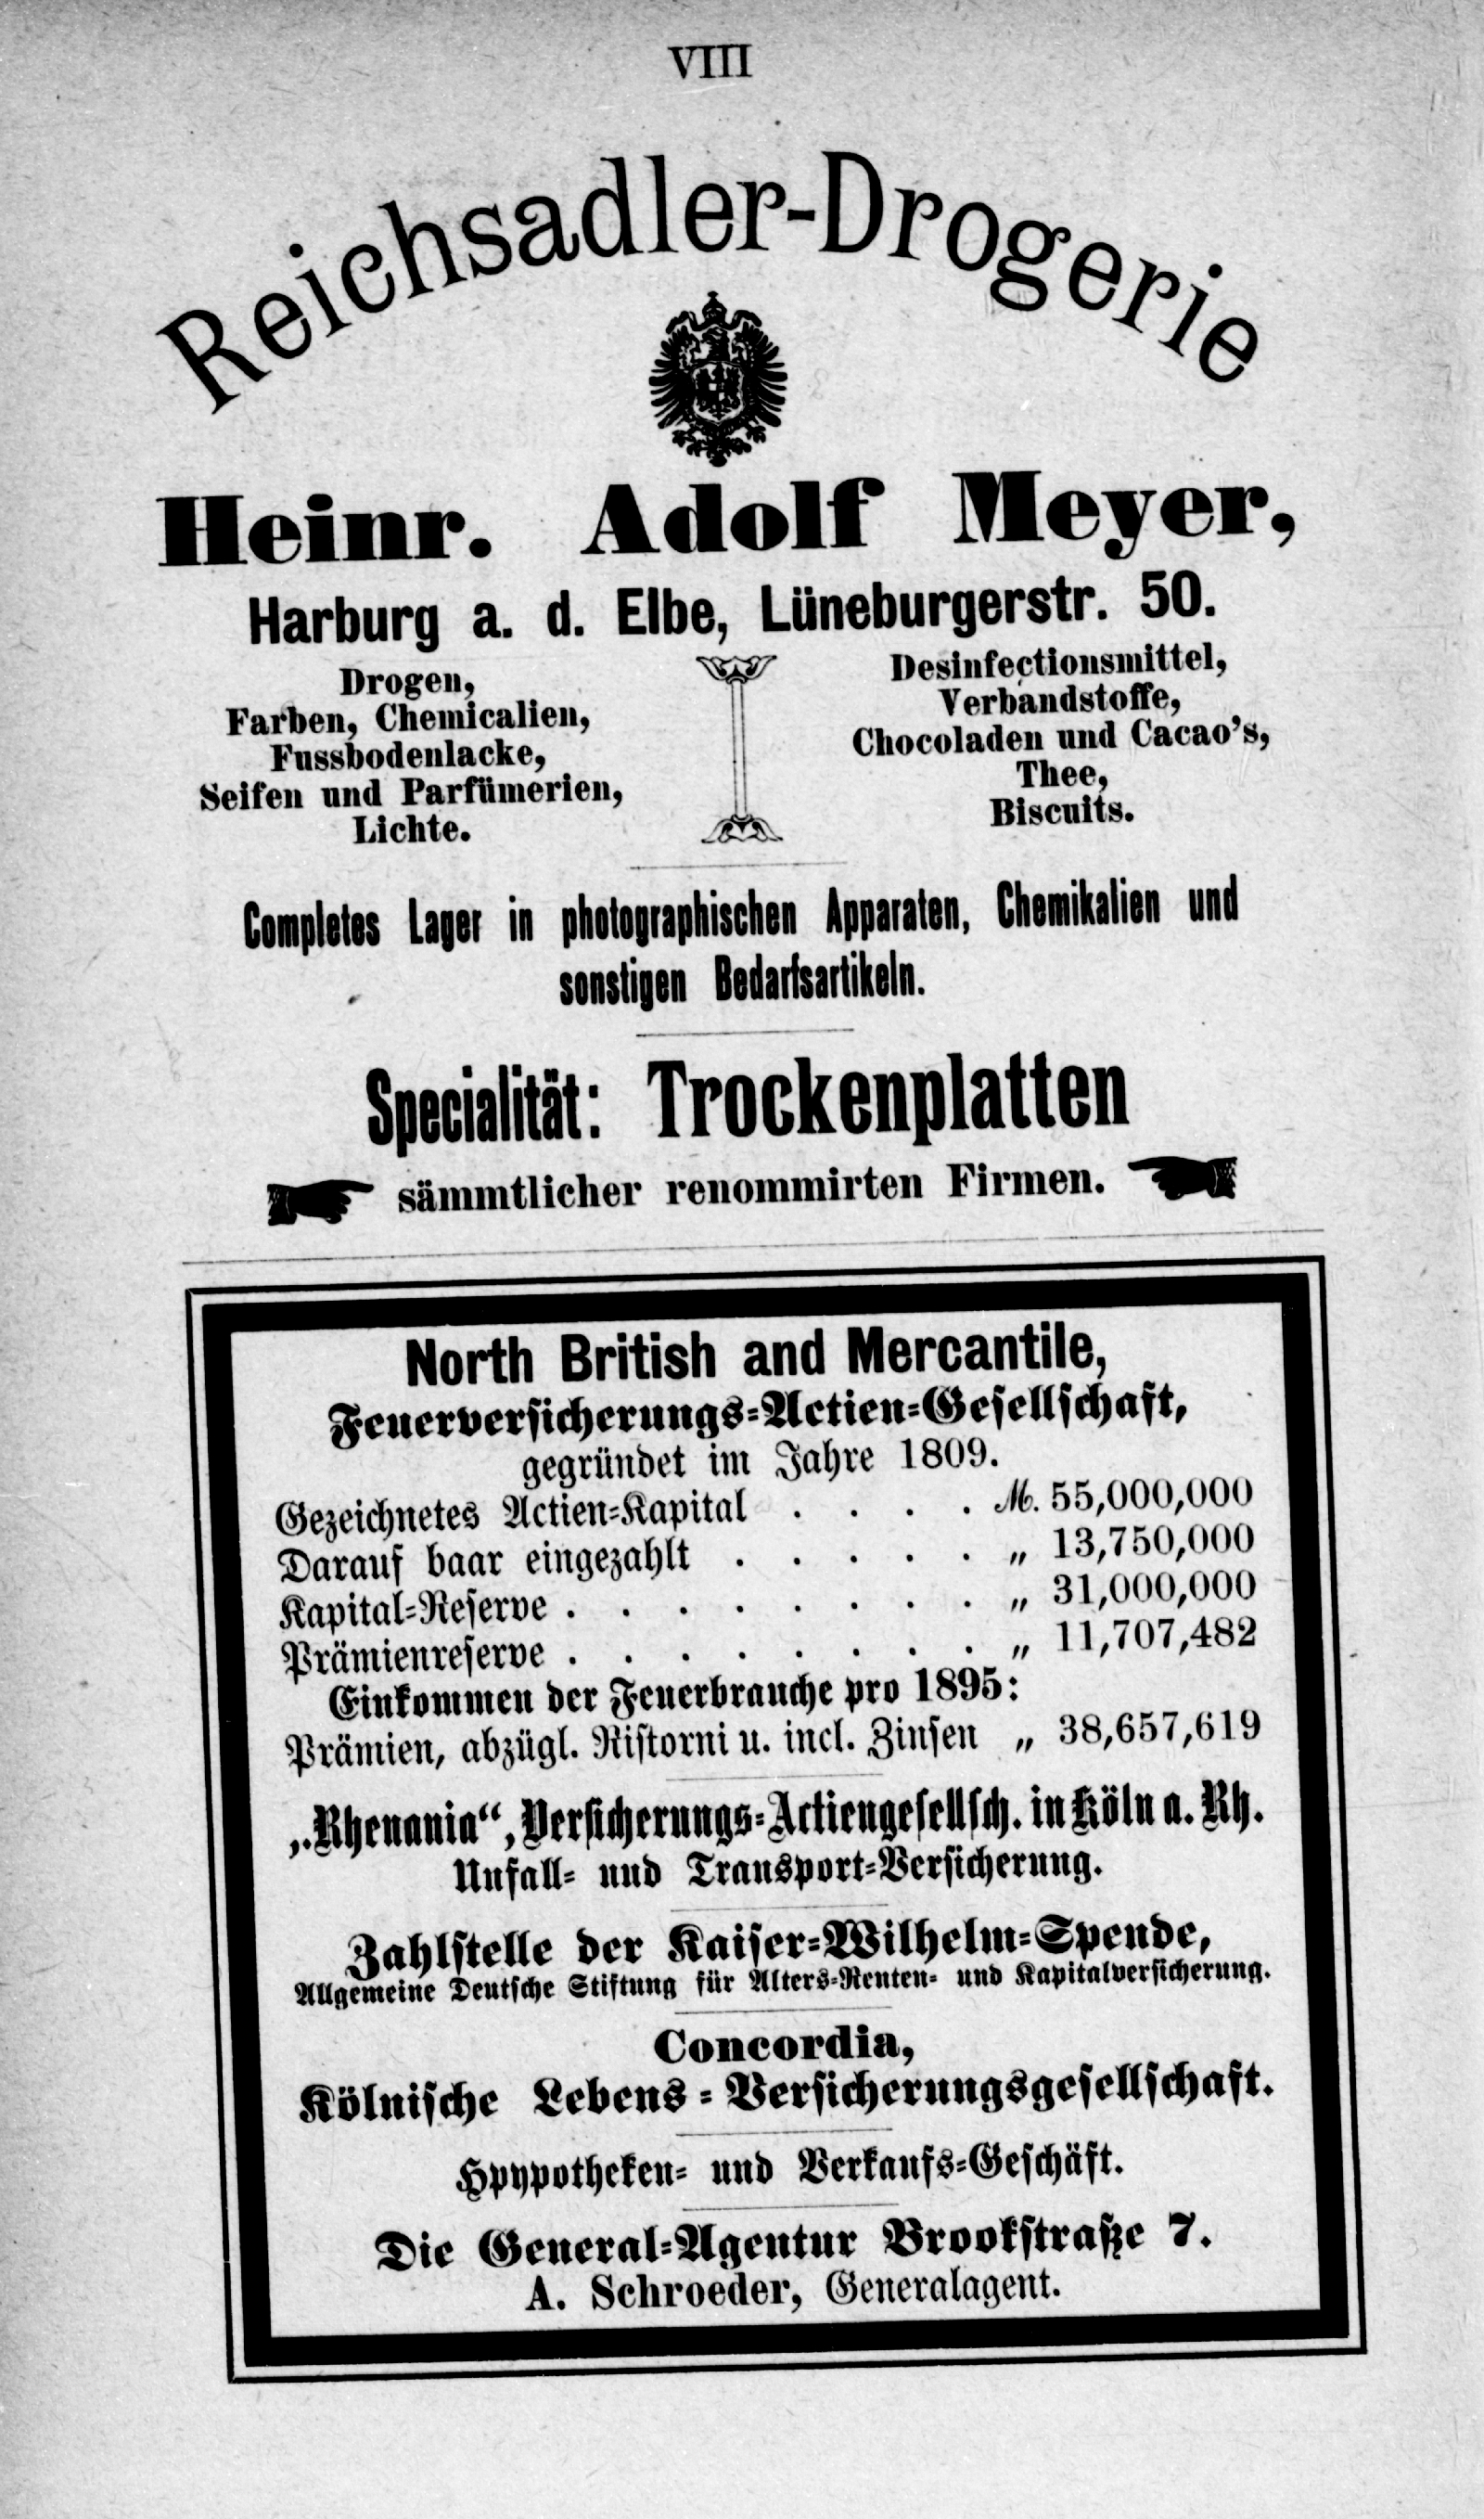 VIII
Reichsadler-Drogerie
Heinr. Adolf Meyer,
Harburg a. d. Elbe, Lüneburgerstr. 50.
Drogen,
Farben, Chemicalien,
Fussbodenlacke,
Seifen und Parfümerien,
Lichte.
Desinfectionsmittel,
Verbandstoffe,
Chocoladen und Cacao's,
Thee,
Biscuits.
Completes Lager in photographischen Apparaten, Chemikalien und
sonstigen Bedarfsartikeln.
Specialität: Trockenplatten
sämmtlicher renommirten Firmen.
North British and Mercantile,
Feuerversicherungs-Actien-Gesellschaft,
gegründet im Jahre 1809.
Gezeichnetes Actien-Kapital . . . . M. 55,000,000
Darauf baar eingezahlt . . . . . „ 13,750,000
Kapital-Reserve . . . . . . . . „ 31,000,000
Prämienreserve . . . . . . . . „ 11,707,482
Einkommen der Feuerbrauche pro 1895:
Prämien, abzügl. Ristorni u. incl. Zinsen „ 38,657,619
„Rhenania“, Versicherungs-Actiengesellsch. in Köln a. Rh.
Unfall- und Transport-Versicherung.
Zahlstelle der Kaiser-Wilhelm-Spende,
Allgemeine Deutsche Stiftung für Alters-Renten- und Kapitalversicherung.
Concordia,
Kölnische Lebens-Versicherungsgesellschaft.
Hpypotheken- und Verkaufs-Geschäft.
Die General-Agentur Brookstraße 7.
A. Schroeder, Generalagent.